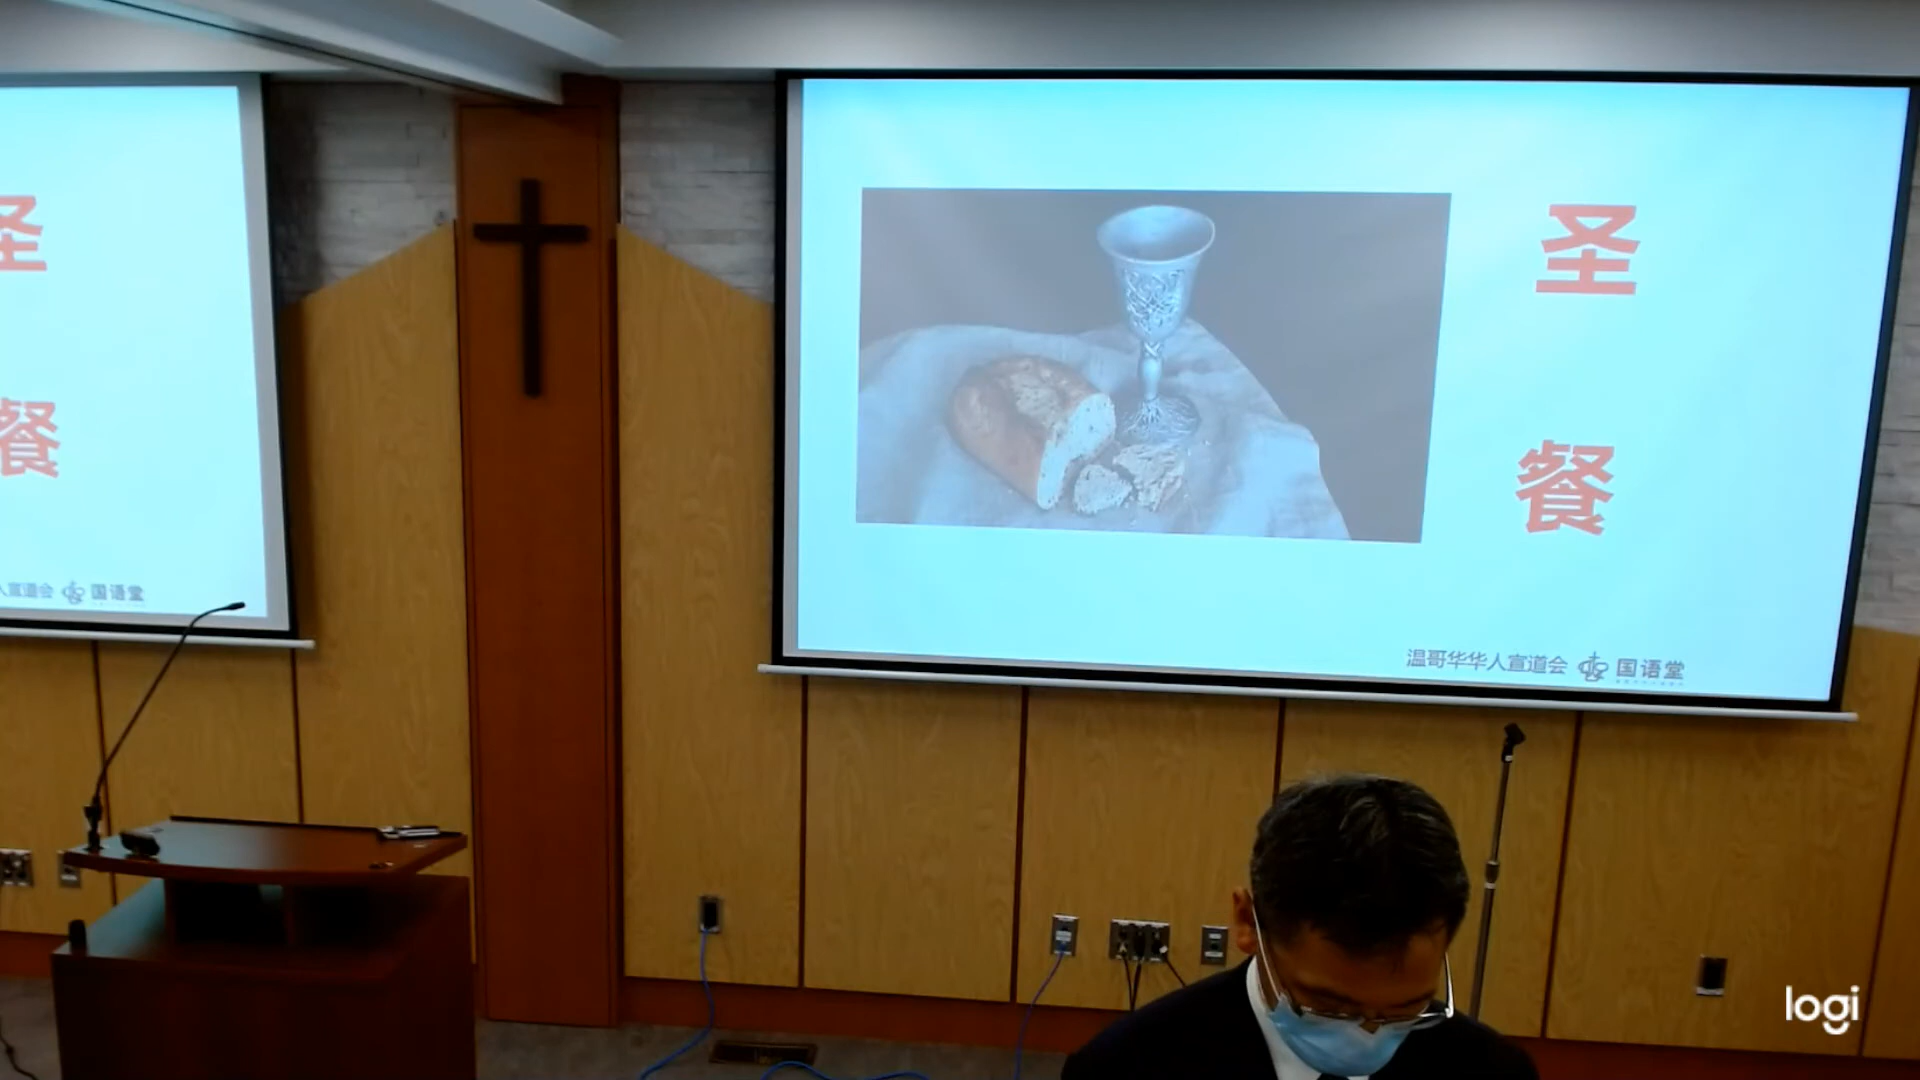 圣
餐
人宣道会 国语堂
圣
餐
温哥华华人宣道会 国语堂
logi